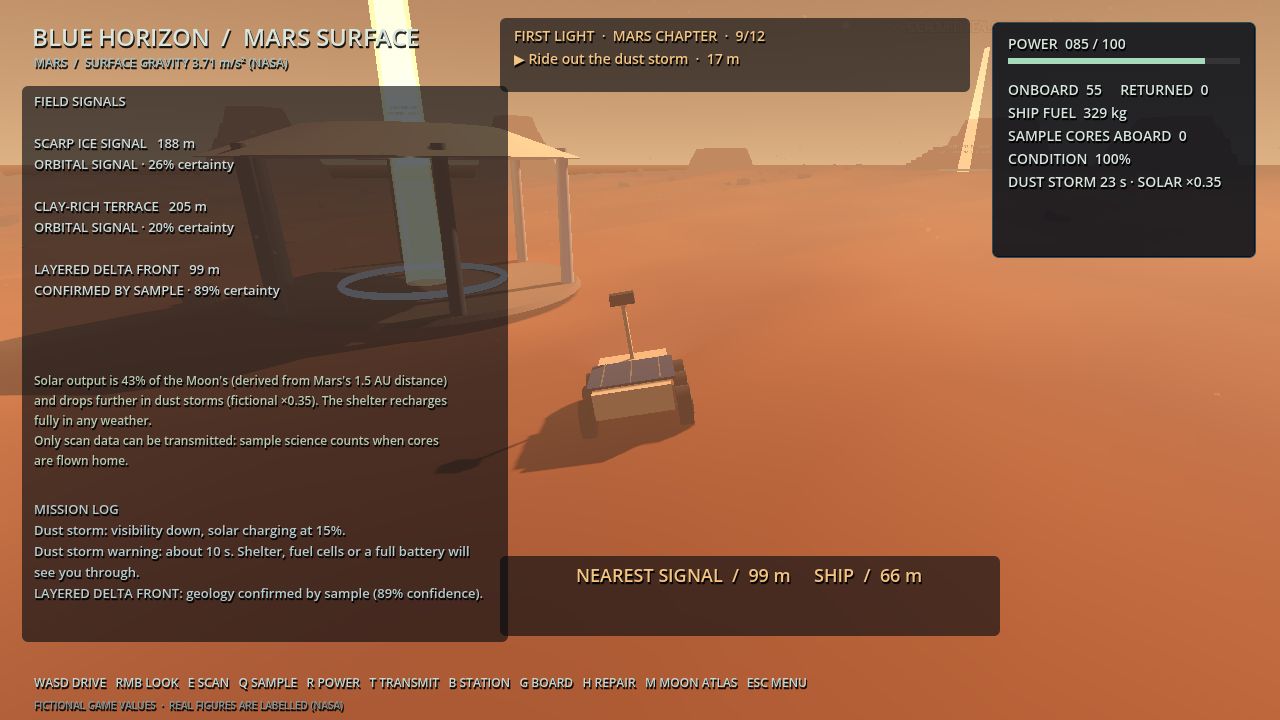 BLUE HORIZON / MARS SURFACE
MARS / SURFACE GRAVITY 3.71 m/s² (NASA)
FIELD SIGNALS
SCARP ICE SIGNAL 188 m
ORBITAL SIGNAL · 26% certainty
CLAY-RICH TERRACE 205 m
ORBITAL SIGNAL · 20% certainty
LAYERED DELTA FRONT 99 m
CONFIRMED BY SAMPLE · 89% certainty
Solar output is 43% of the Moon's (derived from Mars's 1.5 AU distance)
and drops further in dust storms (fictional ×0.35). The shelter recharges
fully in any weather.
Only scan data can be transmitted: sample science counts when cores
are flown home.
MISSION LOG
Dust storm: visibility down, solar charging at 15%.
Dust storm warning: about 10 s. Shelter, fuel cells or a full battery will
see you through.
LAYERED DELTA FRONT: geology confirmed by sample (89% confidence).
FIRST LIGHT · MARS CHAPTER · 9/12
▶ Ride out the dust storm · 17 m
POWER 085 / 100
ONBOARD 55 RETURNED 0
SHIP FUEL 329 kg
SAMPLE CORES ABOARD 0
CONDITION 100%
DUST STORM 23 s · SOLAR ×0.35
NEAREST SIGNAL / 99 m SHIP / 66 m
WASD DRIVE RMB LOOK E SCAN Q SAMPLE R POWER T TRANSMIT B STATION G BOARD H REPAIR M MOON ATLAS ESC MENU
FICTIONAL GAME VALUES · REAL FIGURES ARE LABELLED (NASA)